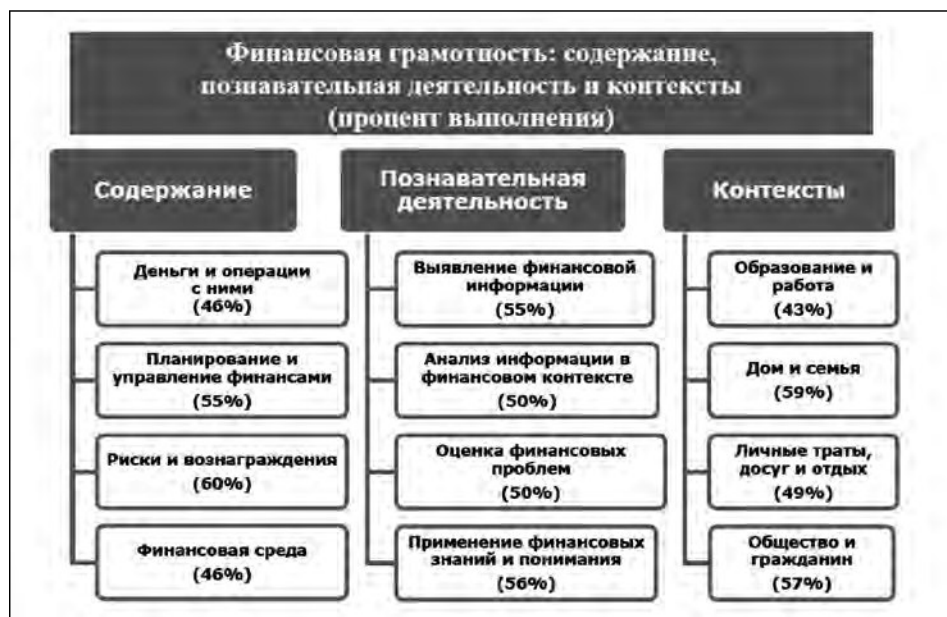 Финансовая грамотность: содержание,
познавательная деятельность и контексты
(процент выполнения)
Содержание
Деньги и операции
с ними
(46%)
Планирование и
управление финансами
(55%)
Риски и вознаграждения
(60%)
Финансовая среда
(46%)
Познавательная
деятельность
Выявление финансовой
информации
(55%)
Анализ информации в
финансовом контексте
(50%)
Оценка финансовых
проблем
(50%)
Применение финансовых
знаний и понимания
(56%)
Контексты
Образование и
работа
(43%)
Дом и семья
(59%)
Личные траты,
досуг и отдых
(49%)
Общество и
гражданин
(57%)